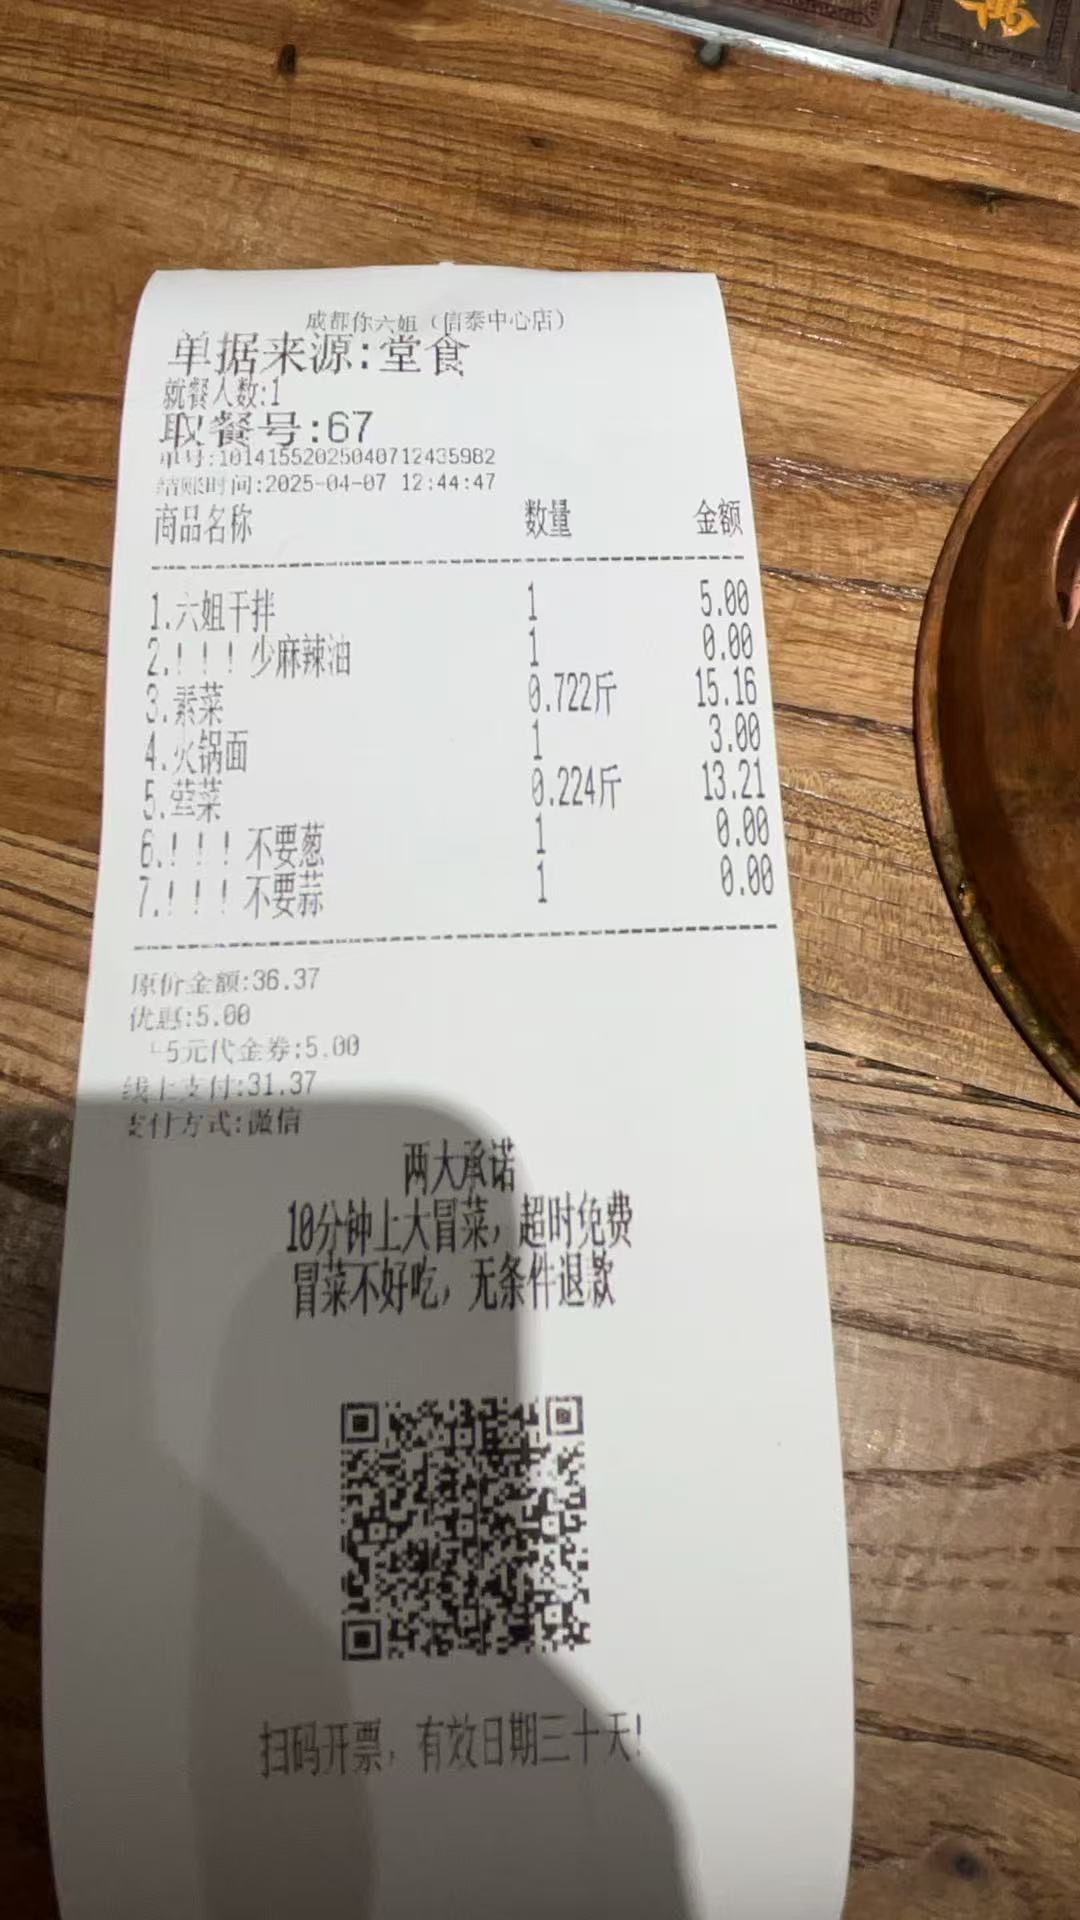 成都你六姐（信泰中心店）
单据来源:堂食
就餐人数:1
取餐号:67
单号:10141552025040712435982
结账时间:2025-04-07 12:44:47
商品名称 数量 金额
1.六姐干拌 1 5.00
2.！！！少麻辣油 1 0.00
3.素菜 0.722斤 15.16
4.火锅面 1 3.00
5.荤菜 0.224斤 13.21
6.！！！不要葱 1 0.00
7.！！！不要蒜 1 0.00
原价金额:36.37
优惠:5.00
└5元代金券:5.00
线上支付:31.37
支付方式:微信
两大承诺
10分钟上大冒菜，超时免费
冒菜不好吃，无条件退款
扫码开票，有效日期三十天！